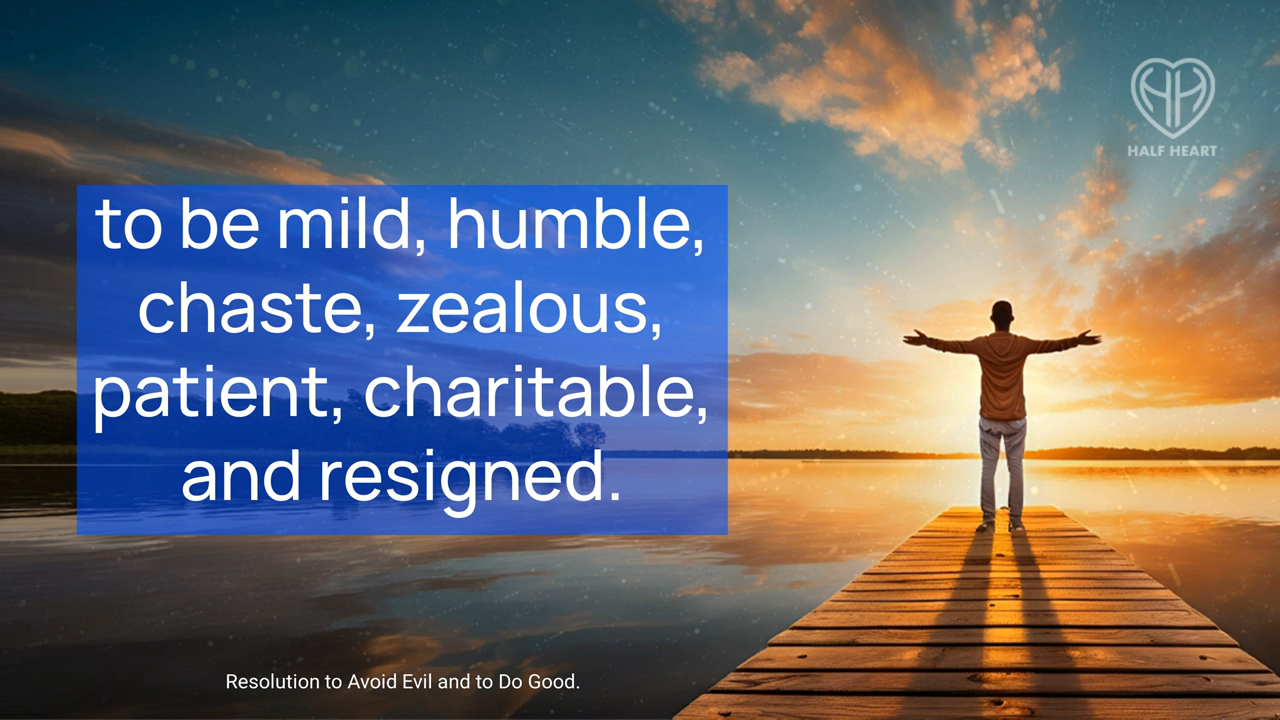 HALF HEART
to be mild, humble,
chaste, zealous,
patient, charitable,
and resigned.
Resolution to Avoid Evil and to Do Good.